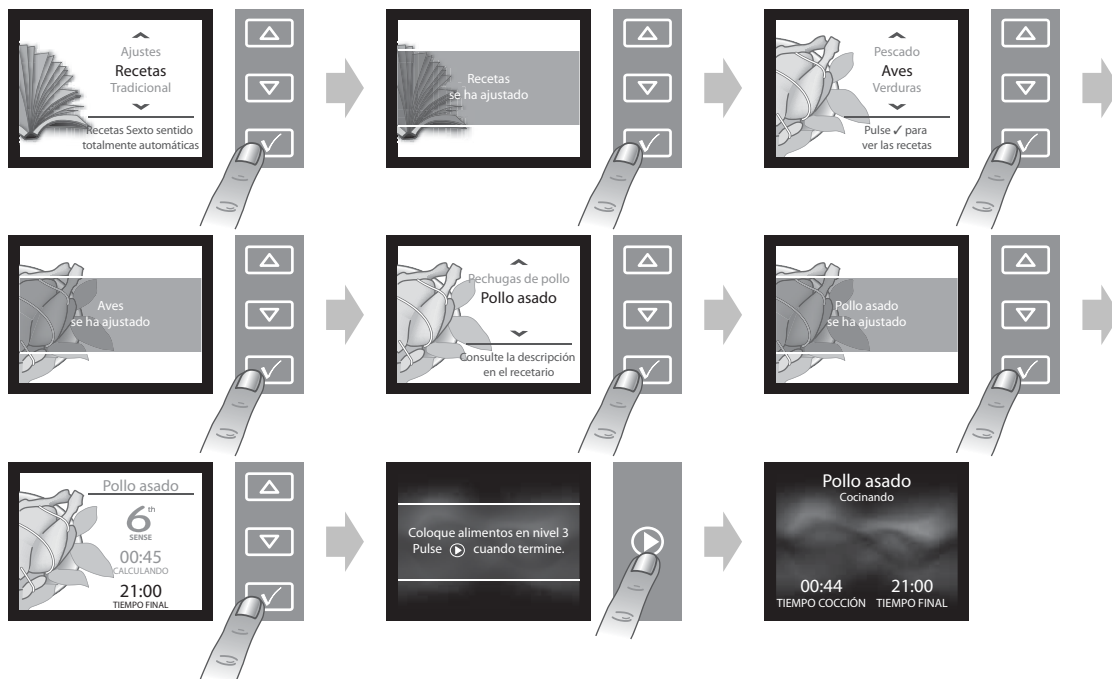 Ajustes
Recetas
Tradicional
Recetas Sexto sentido
totalmente automáticas
Recetas
se ha ajustado
Pescado
Aves
Verduras
Pulse ✓ para
ver las recetas
Aves
se ha ajustado
Pechugas de pollo
Pollo asado
Consulte la descripción
en el recetario
Pollo asado
se ha ajustado
Pollo asado
6th
SENSE
00:45
CALCULANDO
21:00
TIEMPO FINAL
Coloque alimentos en nivel 3
Pulse cuando termine.
Pollo asado
Cocinando
00:44 21:00
TIEMPO COCCIÓN TIEMPO FINAL